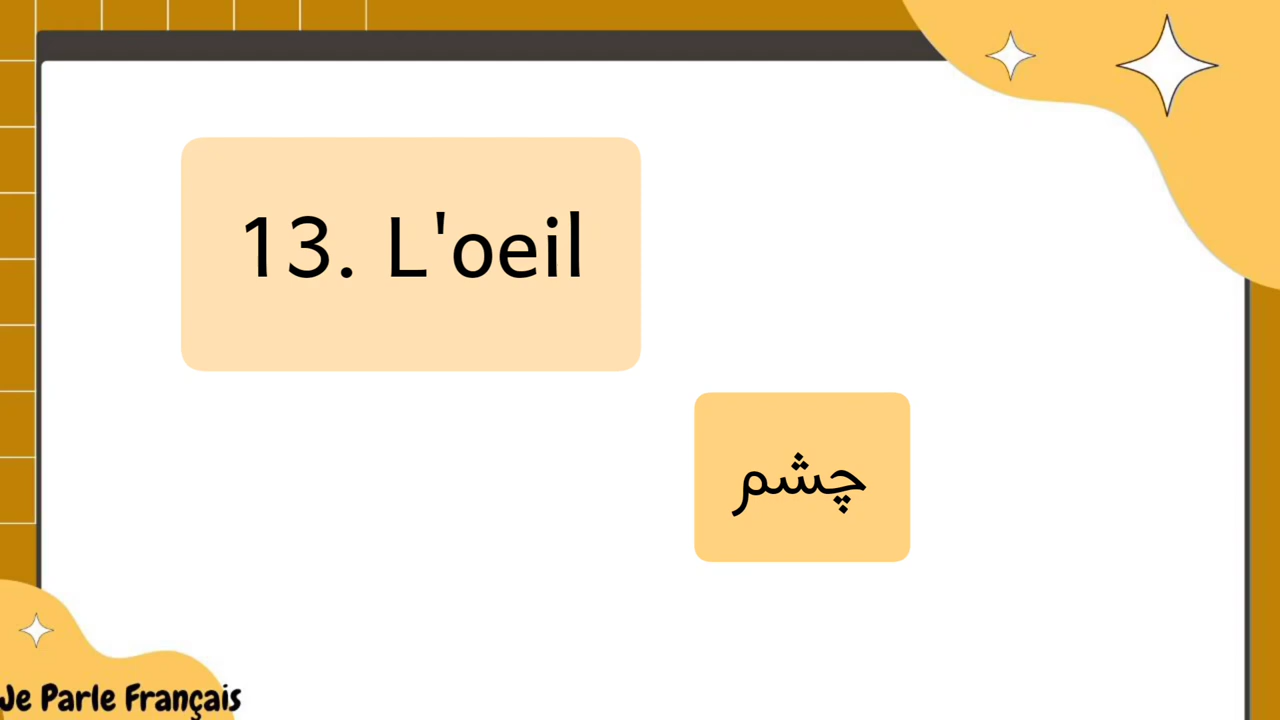 13. L'oeil
چشم
Je Parle Français